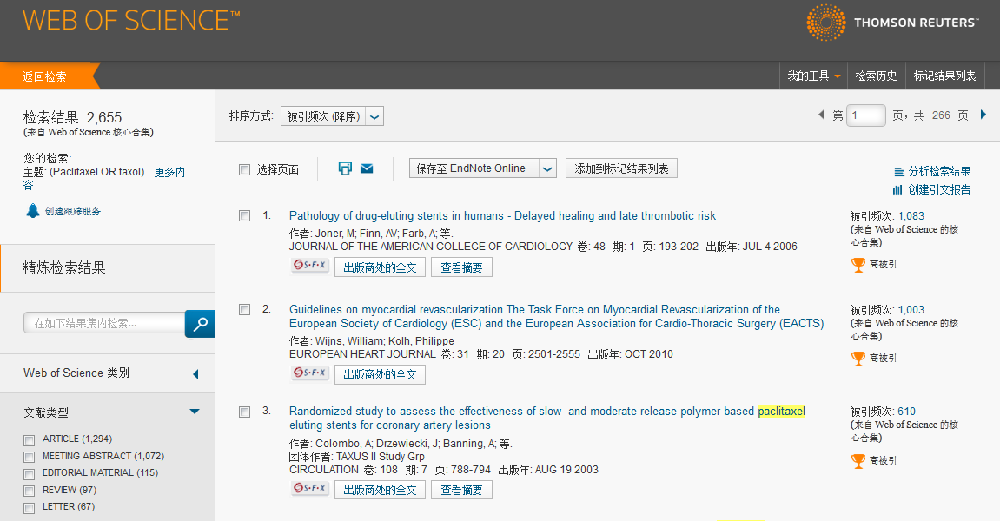 WEB OF SCIENCE™
THOMSON REUTERS™
返回检索
我的工具 检索历史 标记结果列表
检索结果: 2,655
(来自 Web of Science 核心合集)
您的检索:
主题: (Paclitaxel OR taxol) ...更多内
容
创建跟踪服务
精炼检索结果
在如下结果集内检索...
Web of Science 类别
文献类型
ARTICLE (1,294)
MEETING ABSTRACT (1,072)
EDITORIAL MATERIAL (115)
REVIEW (97)
LETTER (67)
排序方式: 被引频次 (降序)
第 1 页，共 266 页
选择页面 保存至 EndNote Online 添加到标记结果列表
分析检索结果
创建引文报告
1. Pathology of drug-eluting stents in humans - Delayed healing and late thrombotic risk
作者: Joner, M; Finn, AV; Farb, A; 等.
JOURNAL OF THE AMERICAN COLLEGE OF CARDIOLOGY 卷: 48 期: 1 页: 193-202 出版年: JUL 4 2006
S·F·X 出版商处的全文 查看摘要
被引频次: 1,083
(来自 Web of Science 的核
心合集)
高被引
2. Guidelines on myocardial revascularization The Task Force on Myocardial Revascularization of the
European Society of Cardiology (ESC) and the European Association for Cardio-Thoracic Surgery (EACTS)
作者: Wijns, William; Kolh, Philippe
EUROPEAN HEART JOURNAL 卷: 31 期: 20 页: 2501-2555 出版年: OCT 2010
S·F·X 出版商处的全文
被引频次: 1,003
(来自 Web of Science 的核
心合集)
高被引
3. Randomized study to assess the effectiveness of slow- and moderate-release polymer-based paclitaxel-
eluting stents for coronary artery lesions
作者: Colombo, A; Drzewiecki, J; Banning, A; 等.
团体作者: TAXUS II Study Grp
CIRCULATION 卷: 108 期: 7 页: 788-794 出版年: AUG 19 2003
S·F·X 出版商处的全文 查看摘要
被引频次: 610
(来自 Web of Science 的核
心合集)
高被引